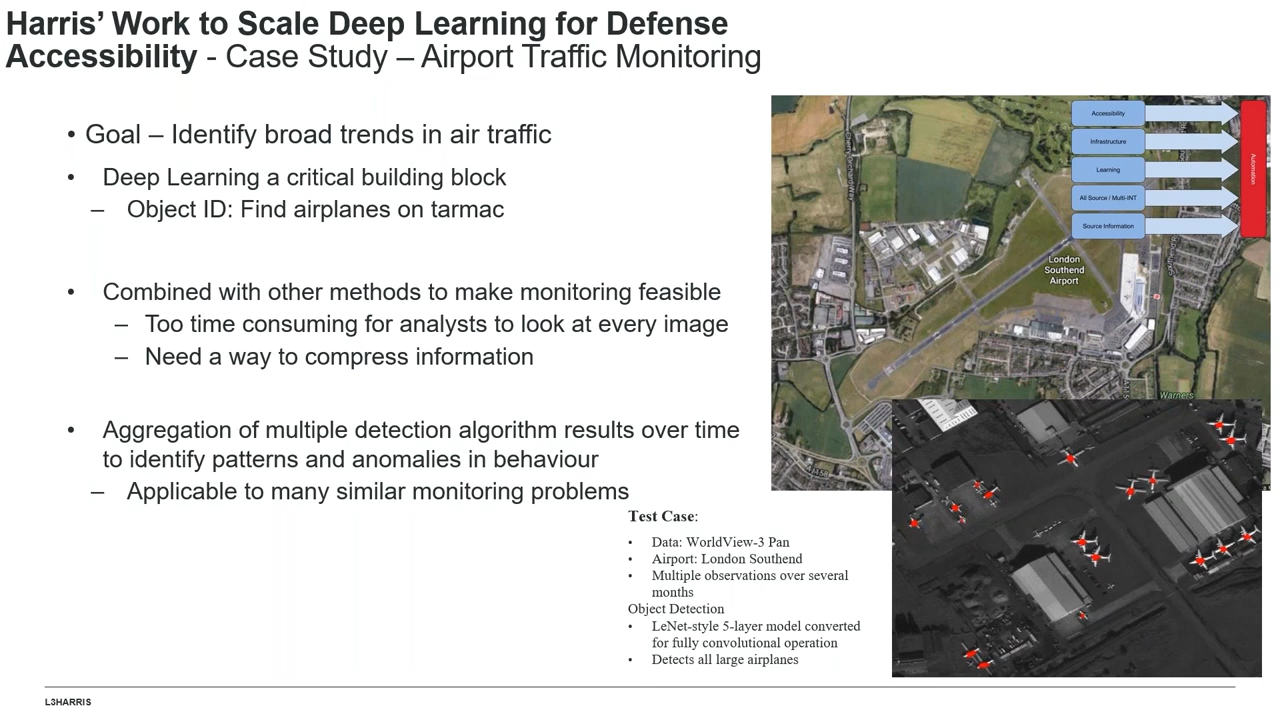 Harris' Work to Scale Deep Learning for Defense
Accessibility - Case Study – Airport Traffic Monitoring
• Goal – Identify broad trends in air traffic
• Deep Learning a critical building block
– Object ID: Find airplanes on tarmac
• Combined with other methods to make monitoring feasible
– Too time consuming for analysts to look at every image
– Need a way to compress information
• Aggregation of multiple detection algorithm results over time
to identify patterns and anomalies in behaviour
– Applicable to many similar monitoring problems
Accessibility
Infrastructure
Learning
All Source / Multi-INT
Source Information
Automation
London
Southend
Airport
Warners
Test Case:
• Data: WorldView-3 Pan
• Airport: London Southend
• Multiple observations over several
months
Object Detection
• LeNet-style 5-layer model converted
for fully convolutional operation
• Detects all large airplanes
L3HARRIS